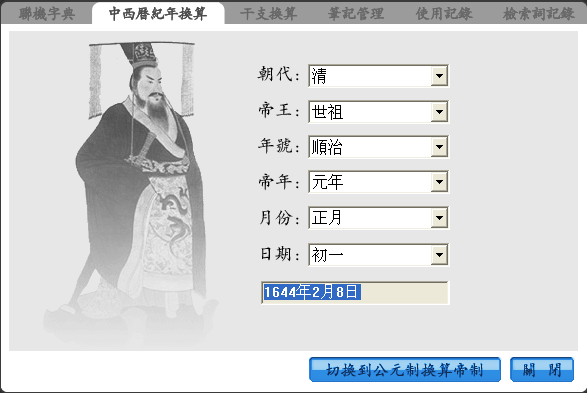 聯機字典 中西曆紀年換算 干支換算 筆記管理 使用記錄 檢索詞記錄
朝代： 清
帝王： 世祖
年號： 順治
帝年： 元年
月份： 正月
日期： 初一
1644年2月8日
切換到公元制換算帝制 關 閉